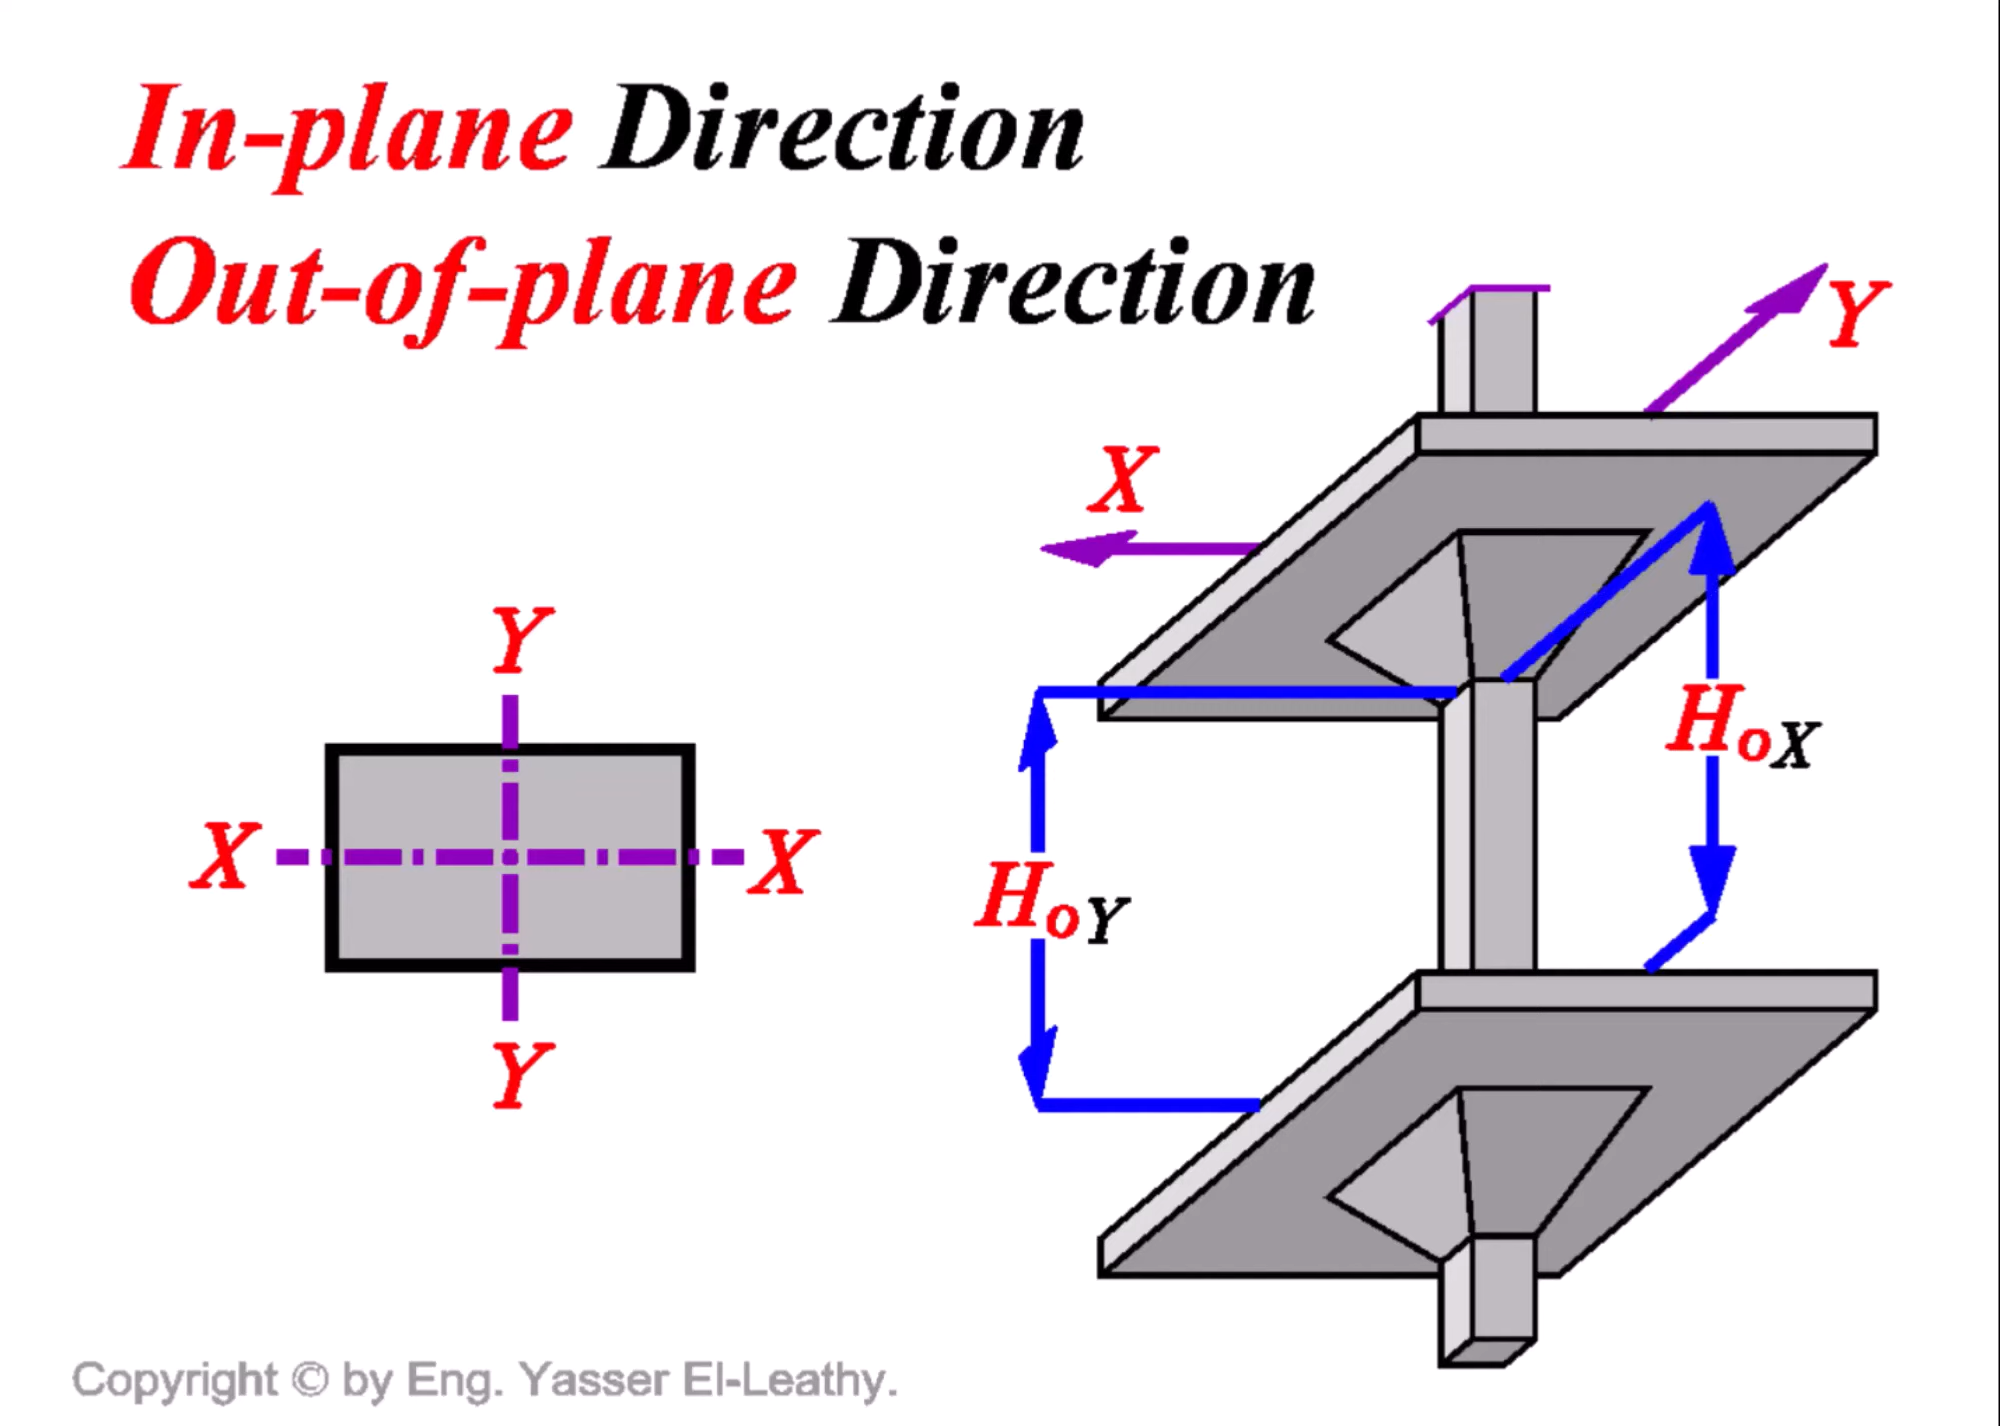 In-plane Direction
Out-of-plane Direction
Y
X
Y
HoX
X
X
HoY
Y
Copyright © by Eng. Yasser El-Leathy.